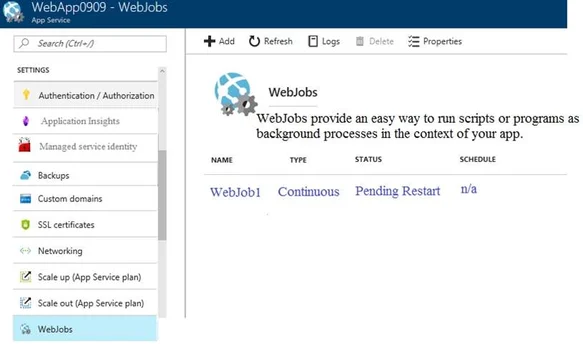 WebApp0909 - WebJobs
App Service
Search (Ctrl+/)
Add Refresh Logs Delete Properties
SETTINGS
Authentication / Authorization
Application Insights
Managed service identity
Backups
Custom domains
SSL certificates
Networking
Scale up (App Service plan)
Scale out (App Service plan)
WebJobs
WebJobs
WebJobs provide an easy way to run scripts or programs as
background processes in the context of your app.
NAME TYPE STATUS SCHEDULE
WebJob1 Continuous Pending Restart n/a